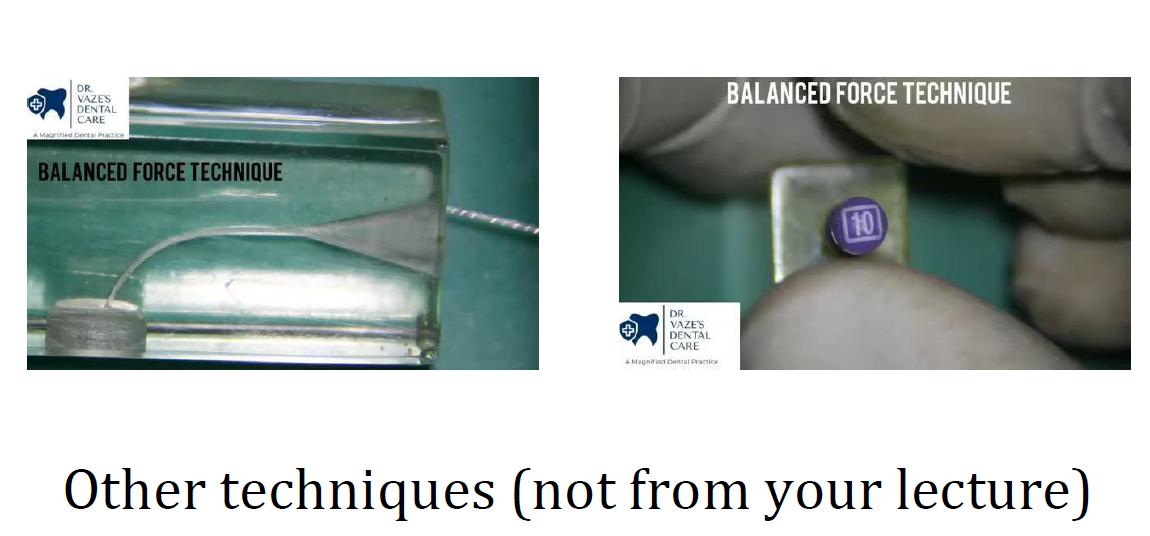 DR.
VAZE'S
DENTAL
CARE
A Magnified Dental Practice
BALANCED FORCE TECHNIQUE
BALANCED FORCE TECHNIQUE
10
DR.
VAZE'S
DENTAL
CARE
A Magnified Dental Practice
Other techniques (not from your lecture)